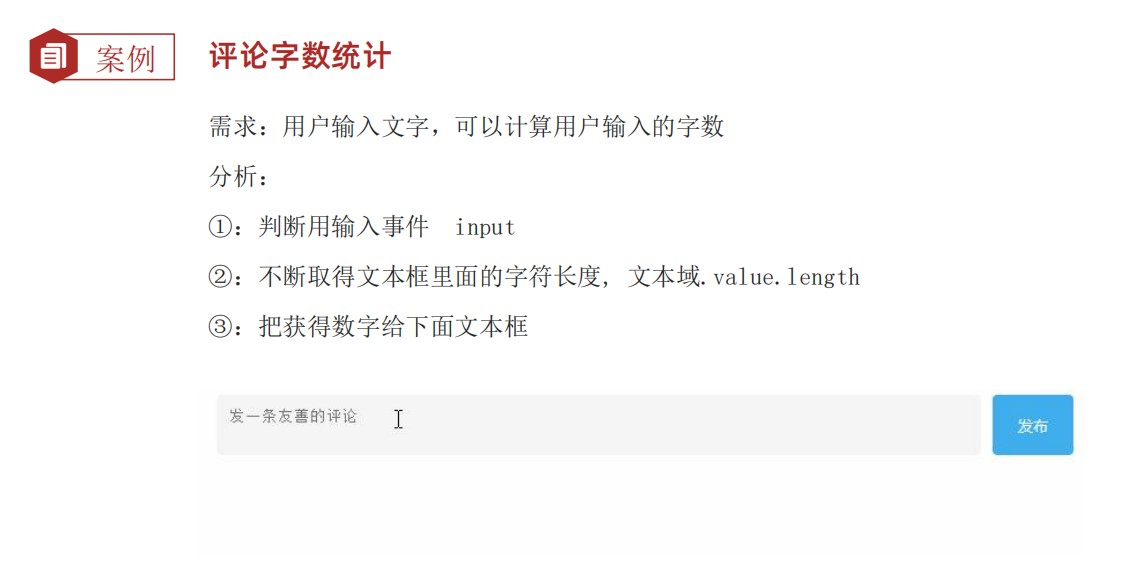 案例
评论字数统计
需求：用户输入文字，可以计算用户输入的字数
分析：
①：判断用输入事件 input
②：不断取得文本框里面的字符长度, 文本域.value.length
③：把获得数字给下面文本框
发一条友善的评论
发布